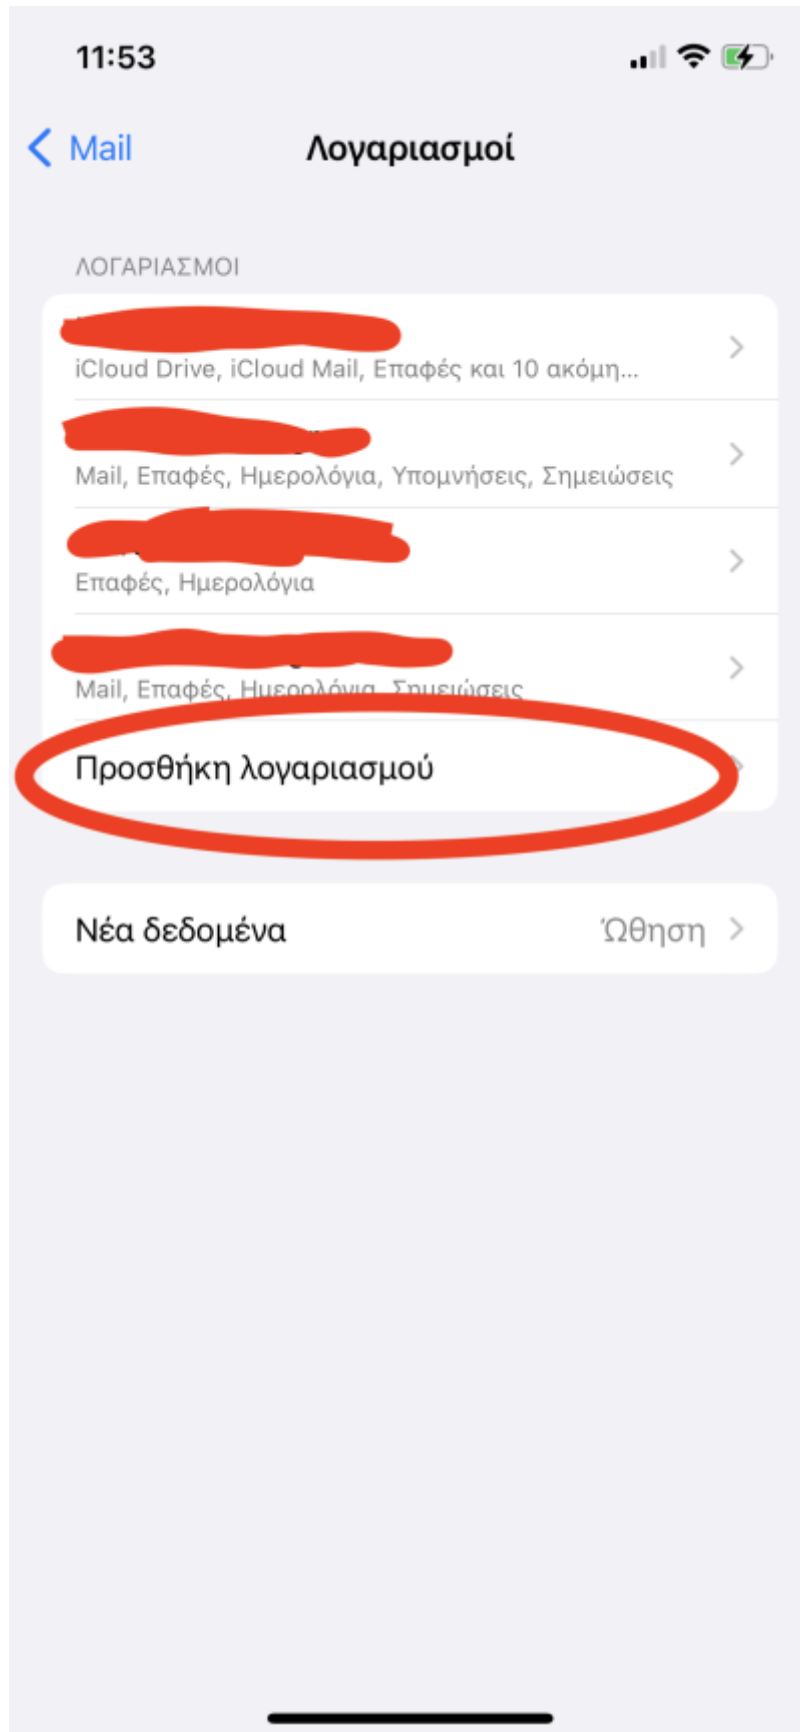 11:53
Mail Λογαριασμοί
ΛΟΓΑΡΙΑΣΜΟΙ
iCloud Drive, iCloud Mail, Επαφές και 10 ακόμη...
Mail, Επαφές, Ημερολόγια, Υπομνήσεις, Σημειώσεις
Επαφές, Ημερολόγια
Mail, Επαφές, Ημερολόγια, Σημειώσεις
Προσθήκη λογαριασμού
Νέα δεδομένα Ώθηση